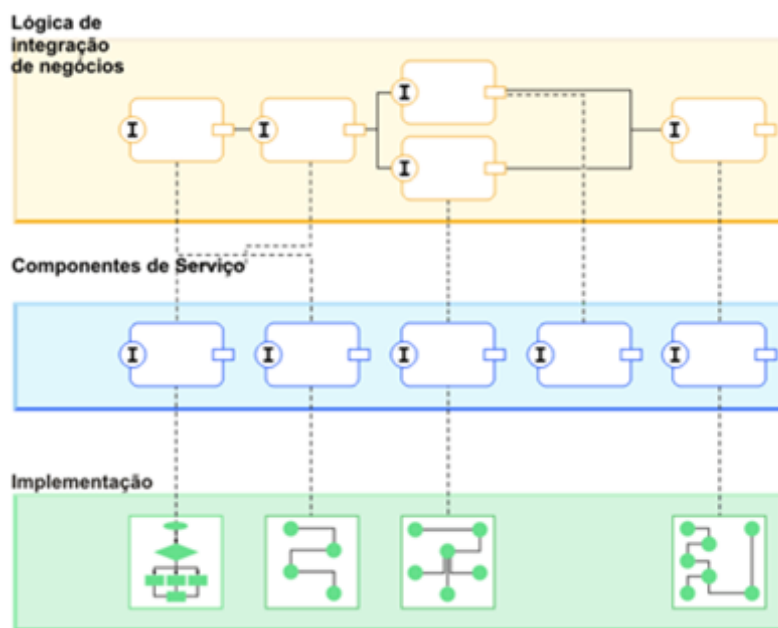 Lógica de
integração
de negócios
I
I
I
I
I
Componentes de Serviço
I
I
I
I
I
Implementação